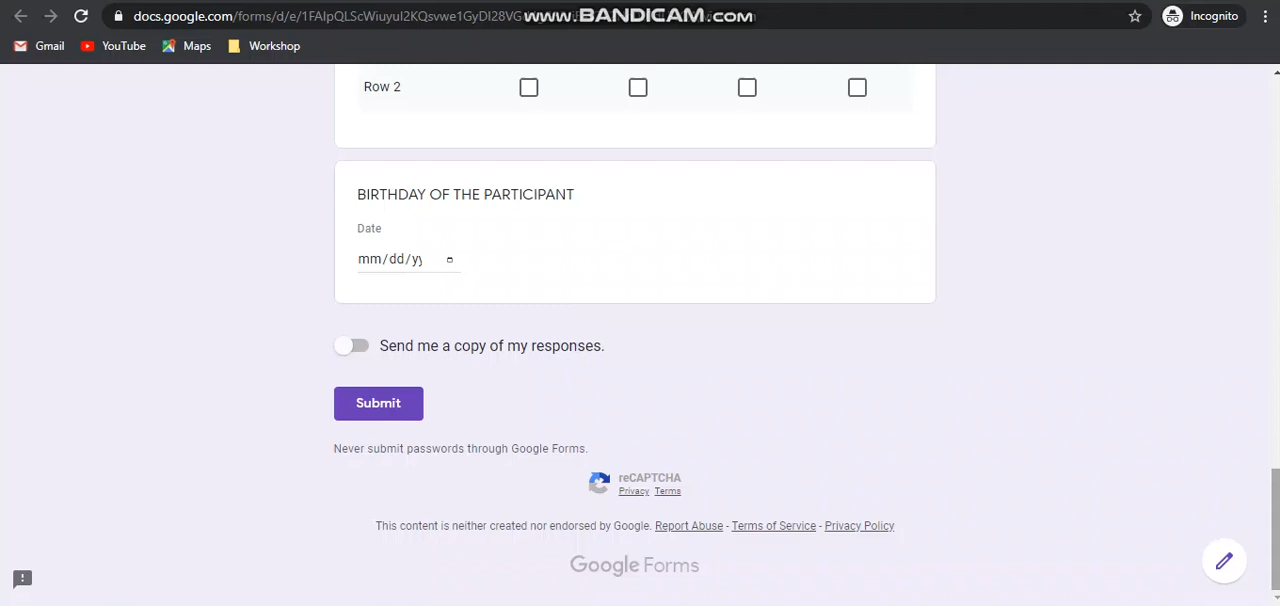 docs.google.com/forms/d/e/
www.BANDICAM.com
Incognito
Gmail YouTube Maps Workshop
Row 2
BIRTHDAY OF THE PARTICIPANT
Date
mm/dd/yy
Send me a copy of my responses.
Submit
Never submit passwords through Google Forms.
reCAPTCHA
Privacy Terms
This content is neither created nor endorsed by Google. Report Abuse - Terms of Service - Privacy Policy
Google Forms